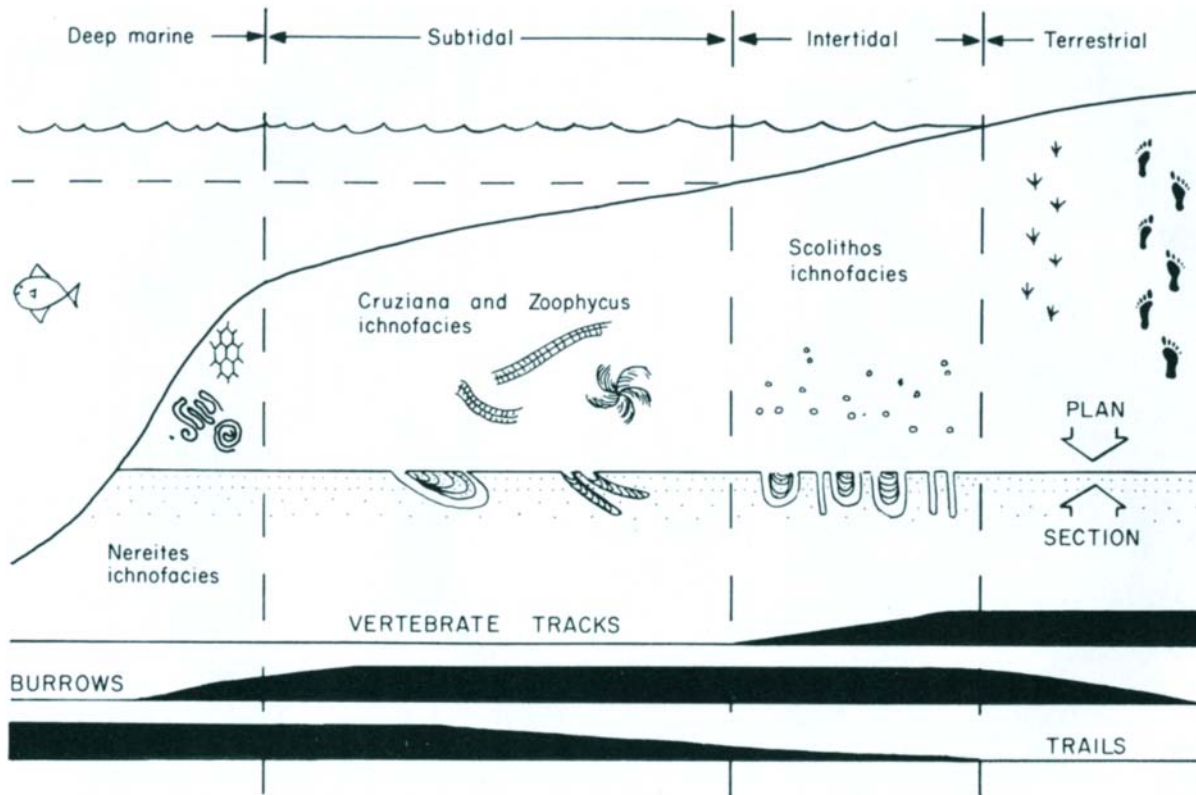 Deep marine
Subtidal
Intertidal
Terrestrial
Scolithos
ichnofacies
Cruziana and Zoophycus
ichnofacies
PLAN
SECTION
Nereites
ichnofacies
VERTEBRATE TRACKS
BURROWS
TRAILS